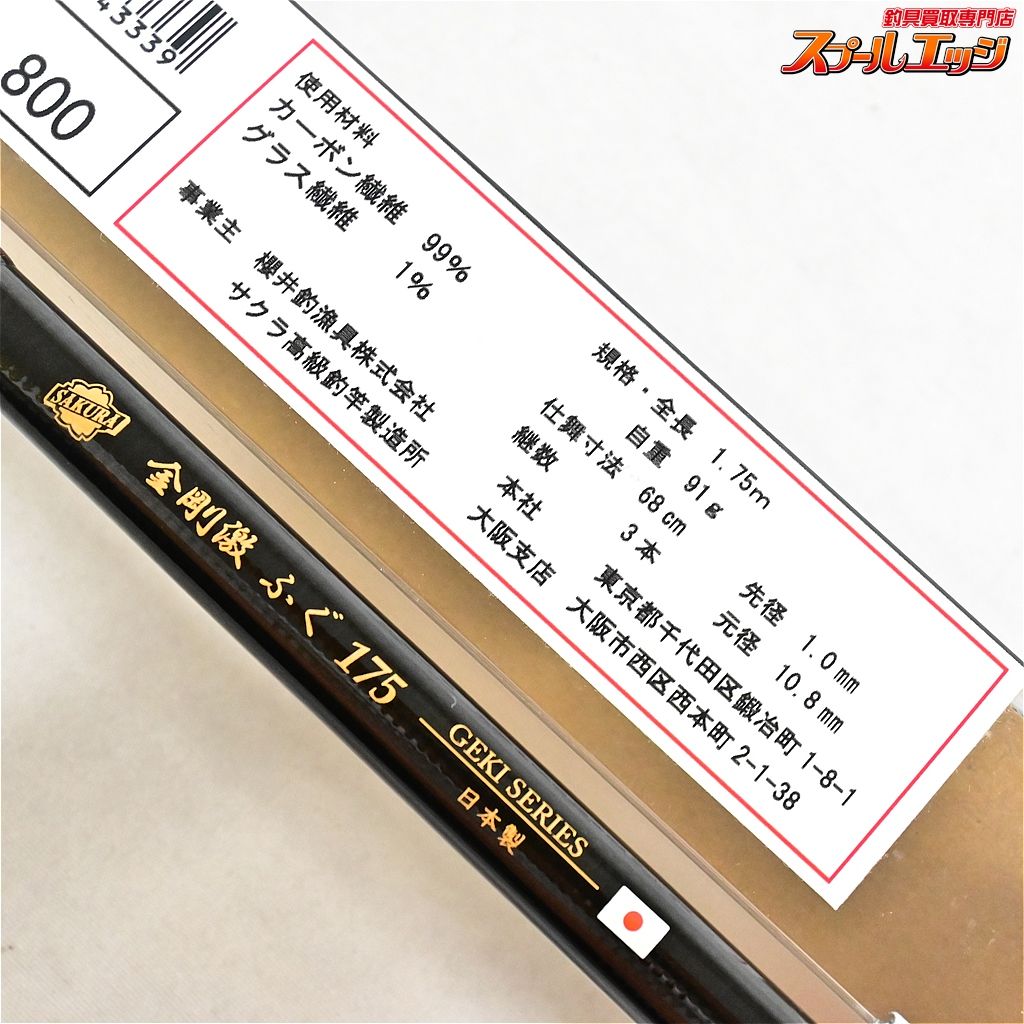 釣具買取専門店
スプールエッジ
43339
800
使用材料
カーボン繊維 99%
グラス繊維 1%
事業主 櫻井釣漁具株式会社
サクラ高級釣竿製造所
規格・全長 1.75m
自重 91g
仕舞寸法 68cm
継数 3本
先径 1.0mm
元径 10.8mm
本社 東京都千代田区鍛冶町1-8-1
大阪支店 大阪市西区西本町2-1-38
SAKURA
金剛激 ふぐ 175
GEKI SERIES
日本製